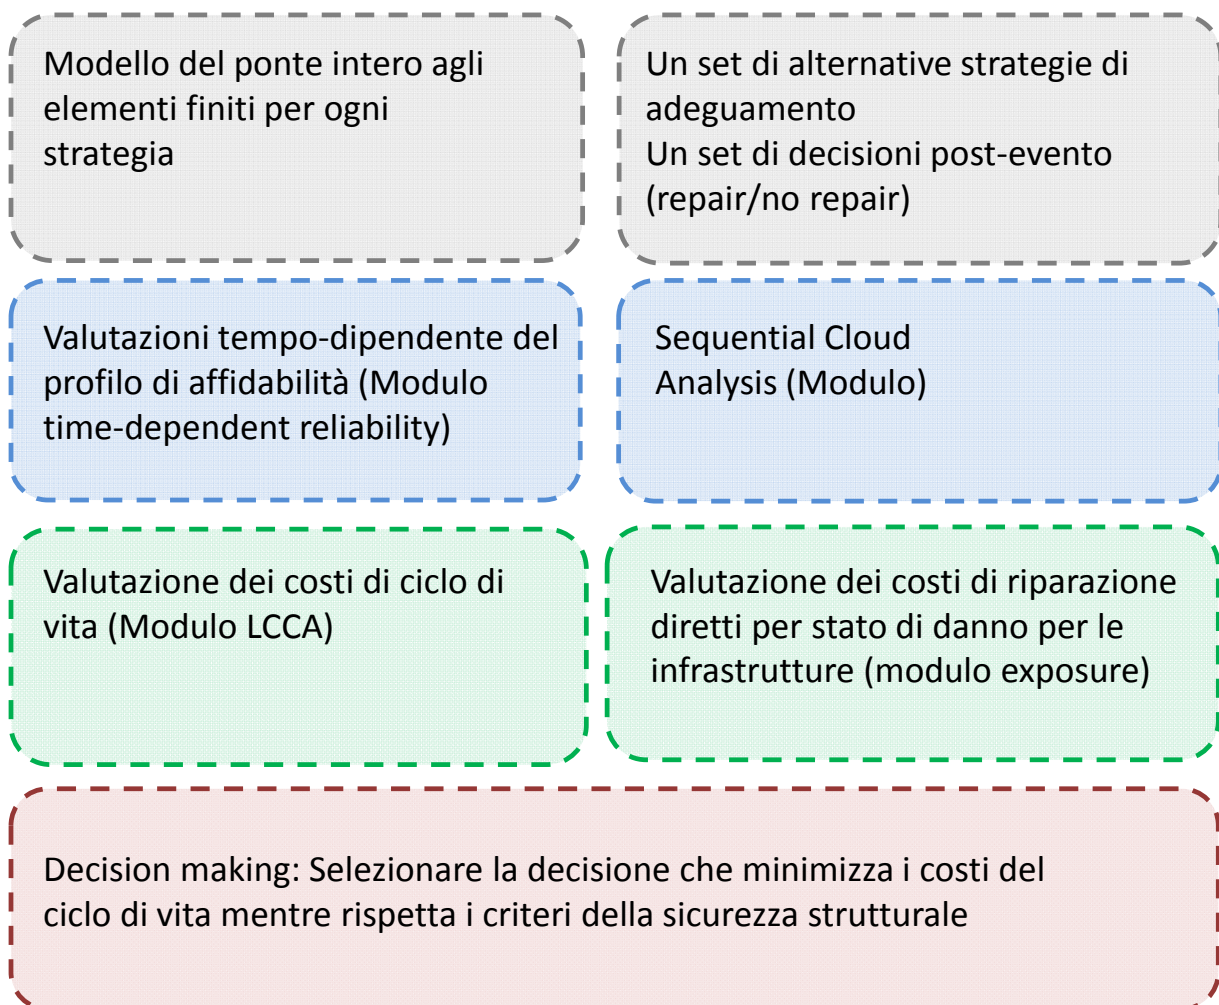 Modello del ponte intero agli
elementi finiti per ogni
strategia
Un set di alternative strategie di
adeguamento
Un set di decisioni post-evento
(repair/no repair)
Valutazioni tempo-dipendente del
profilo di affidabilità (Modulo
time-dependent reliability)
Sequential Cloud
Analysis (Modulo)
Valutazione dei costi di ciclo di
vita (Modulo LCCA)
Valutazione dei costi di riparazione
diretti per stato di danno per le
infrastrutture (modulo exposure)
Decision making: Selezionare la decisione che minimizza i costi del
ciclo di vita mentre rispetta i criteri della sicurezza strutturale